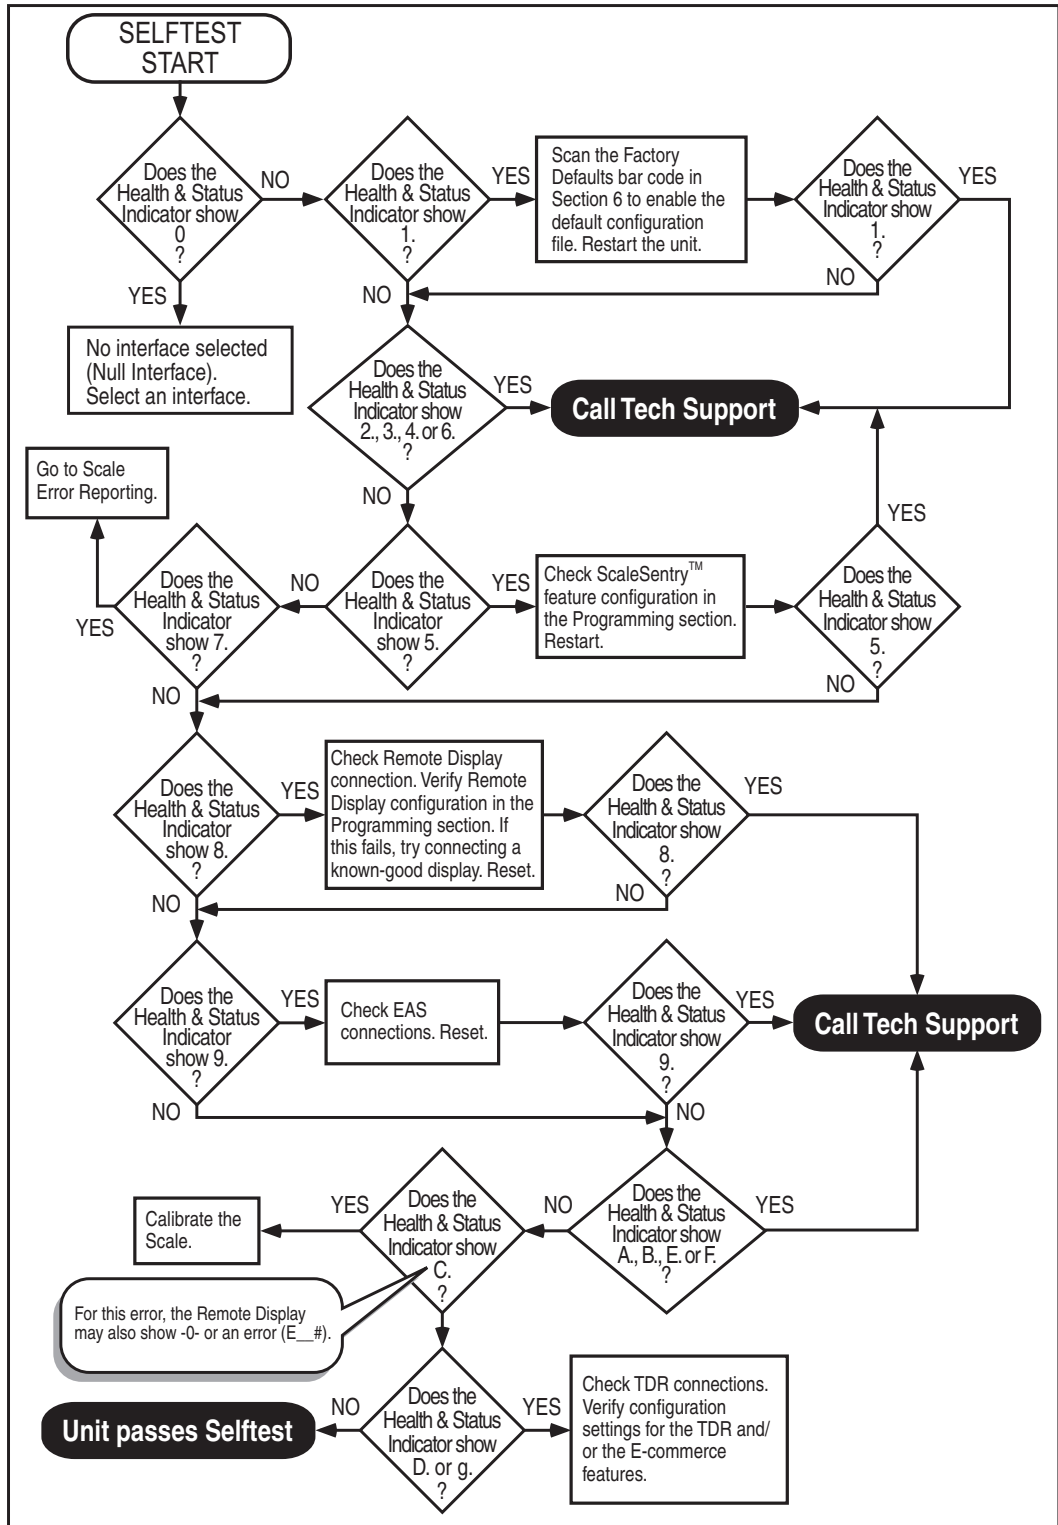 SELFTEST
START
Does the
Health & Status
Indicator show
0
?
NO
YES
No interface selected
(Null Interface).
Select an interface.
Does the
Health & Status
Indicator show
1.
?
YES
NO
Scan the Factory
Defaults bar code in
Section 6 to enable the
default configuration
file. Restart the unit.
Does the
Health & Status
Indicator show
1.
?
YES
NO
Does the
Health & Status
Indicator show
2., 3., 4. or 6.
?
YES
NO
Call Tech Support
Go to Scale
Error Reporting.
YES
Does the
Health & Status
Indicator
show 7.
?
NO
NO
Does the
Health & Status
Indicator
show 5.
?
YES
Check ScaleSentry™
feature configuration in
the Programming section.
Restart.
Does the
Health & Status
Indicator show
5.
?
YES
NO
Does the
Health & Status
Indicator
show 8.
?
YES
NO
Check Remote Display
connection. Verify Remote
Display configuration in the
Programming section. If
this fails, try connecting a
known-good display. Reset.
Does the
Health & Status
Indicator show
8.
?
YES
NO
Does the
Health & Status
Indicator
show 9.
?
YES
NO
Check EAS
connections. Reset.
Does the
Health & Status
Indicator show
9.
?
YES
NO
Call Tech Support
Does the
Health & Status
Indicator show
A., B., E. or F.
?
YES
NO
Does the
Health & Status
Indicator show
C.
?
YES
Calibrate the
Scale.
For this error, the Remote Display
may also show -0- or an error (E__#).
Does the
Health & Status
Indicator show
D. or g.
?
NO
YES
Unit passes Selftest
Check TDR connections.
Verify configuration
settings for the TDR and/
or the E-commerce
features.